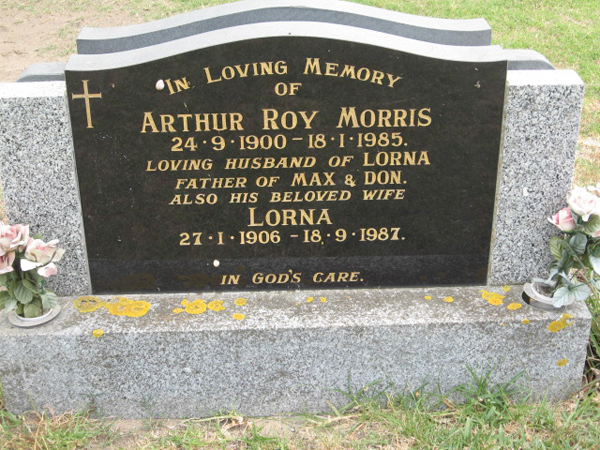 IN LOVING MEMORY
OF
ARTHUR ROY MORRIS
24·9·1900 – 18·1·1985.
LOVING HUSBAND OF LORNA
FATHER OF MAX & DON.
ALSO HIS BELOVED WIFE
LORNA
27·1·1906 – 18·9·1987.
IN GOD'S CARE.